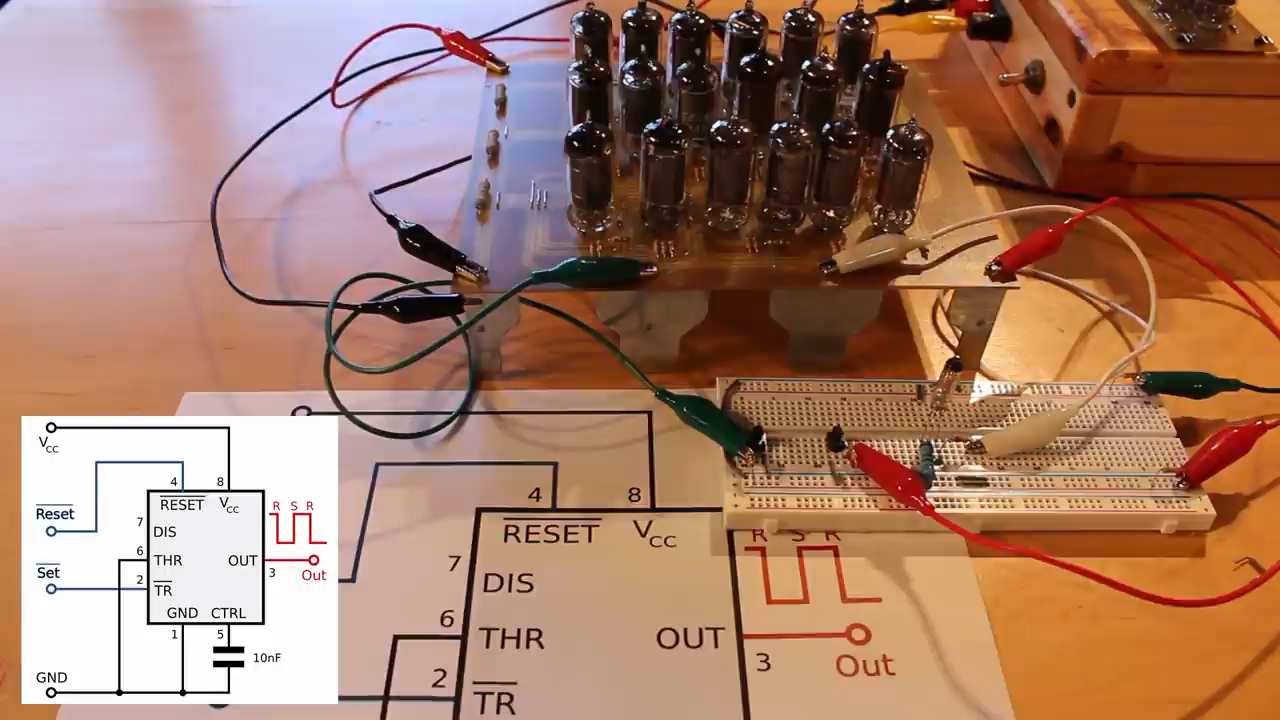 VCC
4
8
RESET
VCC
R S R
Reset
7
DIS
6
THR
OUT
3
Out
Set
2
TR
GND
CTRL
1
5
10nF
GND
4
8
RESET
VCC
R S R
7
DIS
6
THR
OUT
3
Out
2
TR